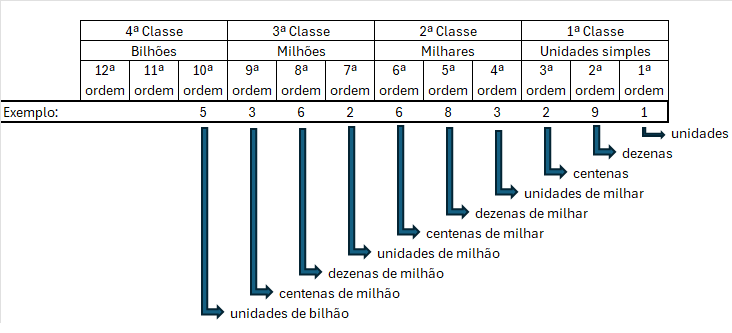 4ª Classe 3ª Classe 2ª Classe 1ª Classe
Bilhões Milhões Milhares Unidades simples
12ª 11ª 10ª 9ª 8ª 7ª 6ª 5ª 4ª 3ª 2ª 1ª
ordem ordem ordem ordem ordem ordem ordem ordem ordem ordem ordem ordem
Exemplo: 5 3 6 2 6 8 3 2 9 1
unidades
dezenas
centenas
unidades de milhar
dezenas de milhar
centenas de milhar
unidades de milhão
dezenas de milhão
centenas de milhão
unidades de bilhão